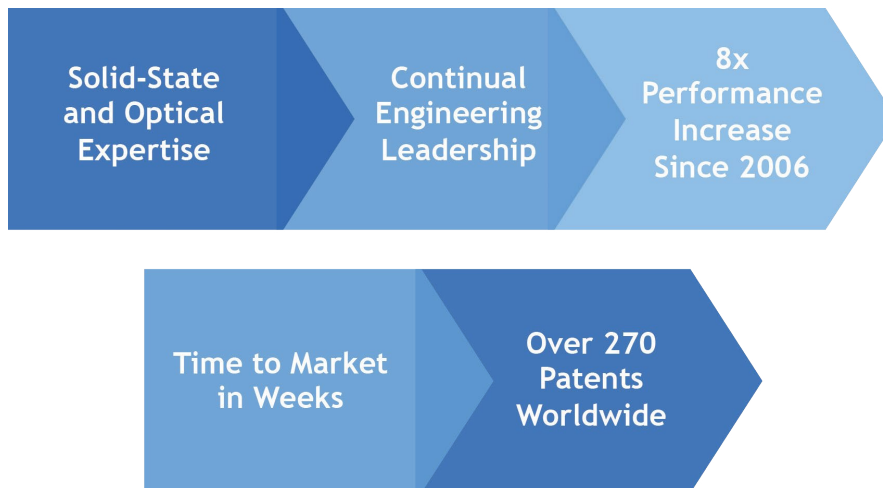 Solid-State
and Optical
Expertise
Continual
Engineering
Leadership
8x
Performance
Increase
Since 2006
Time to Market
in Weeks
Over 270
Patents
Worldwide